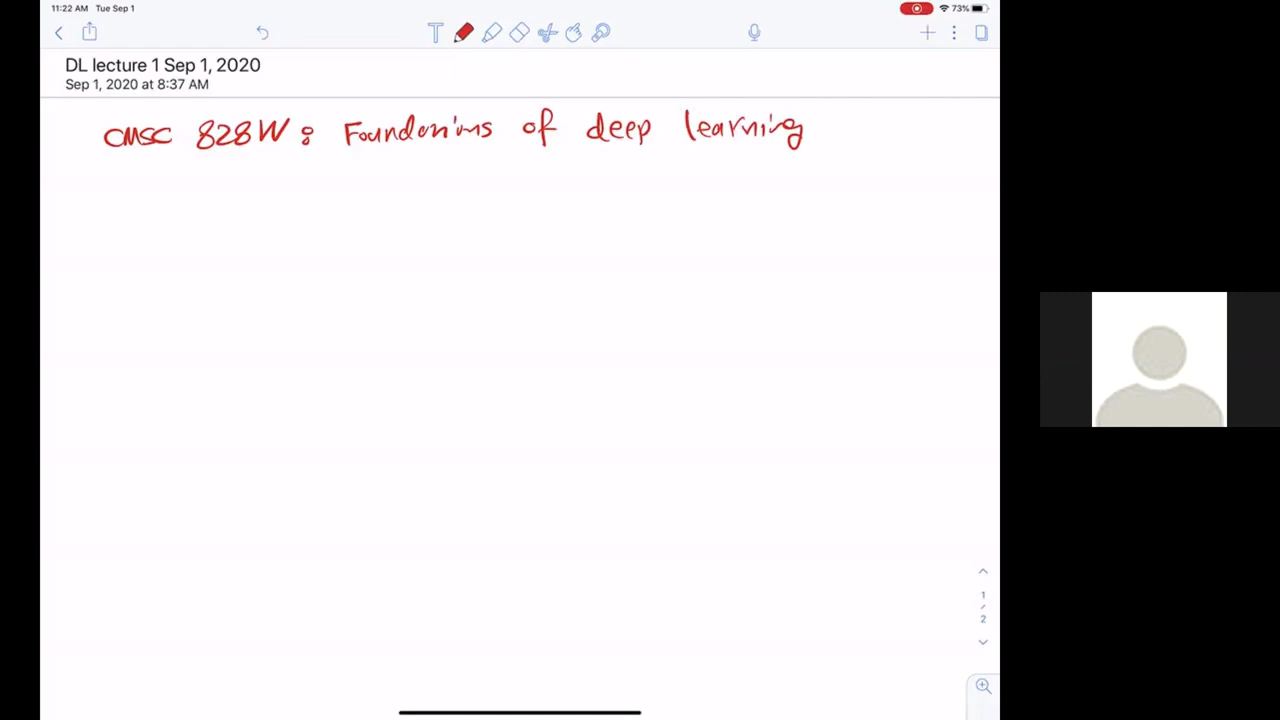 11:22 AM Tue Sep 1
73%
DL lecture 1 Sep 1, 2020
Sep 1, 2020 at 8:37 AM
CMSC 828W: Foundations of deep learning
1
/
2